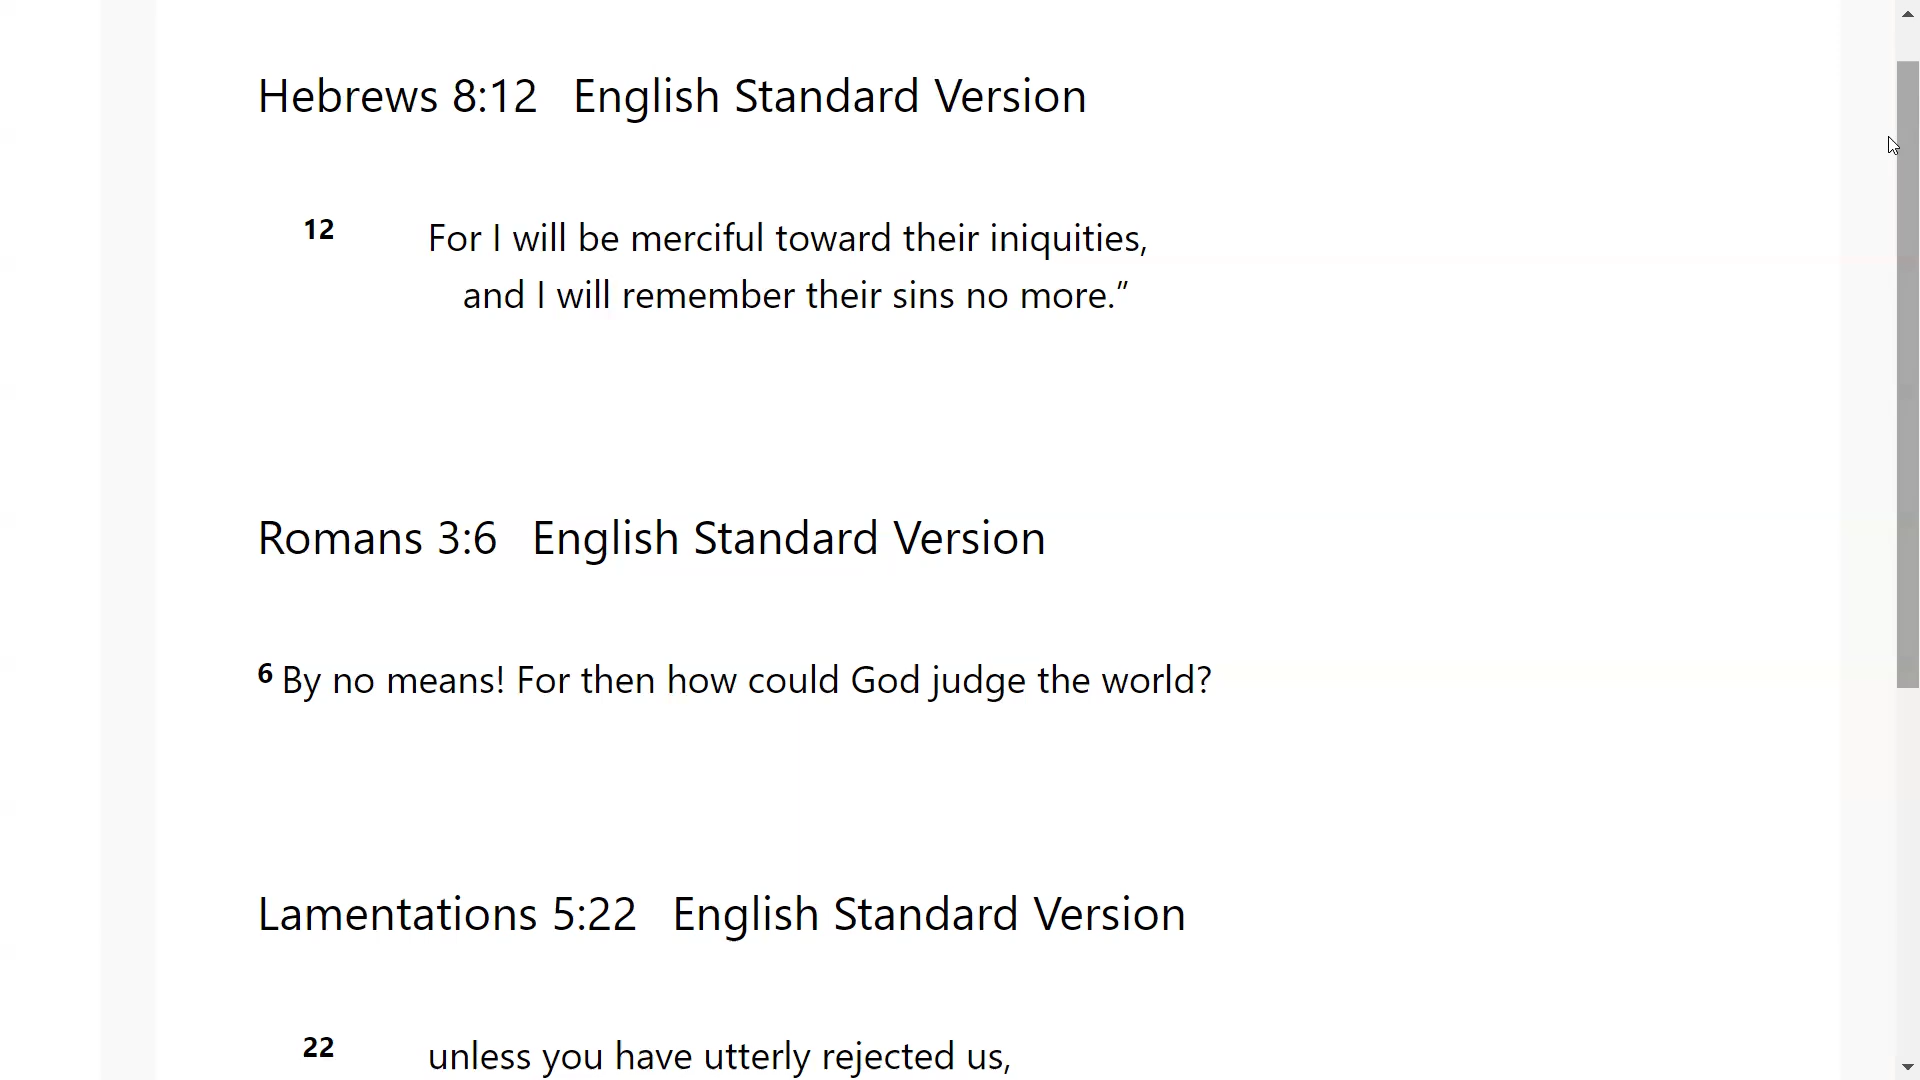 Hebrews 8:12 English Standard Version
12 For I will be merciful toward their iniquities,
and I will remember their sins no more.”
Romans 3:6 English Standard Version
6 By no means! For then how could God judge the world?
Lamentations 5:22 English Standard Version
22 unless you have utterly rejected us,